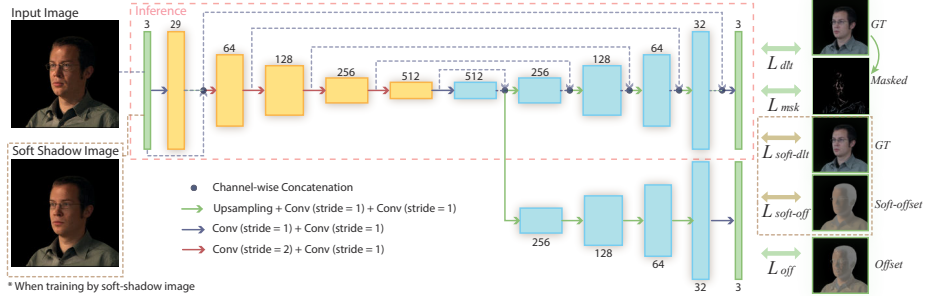 Input Image
Inference
3
29
64
128
256
512
512
256
128
64
32
3
L dlt
GT
Masked
L msk
Soft Shadow Image
L soft-dlt
GT
L soft-off
Soft-offset
L off
Offset
Channel-wise Concatenation
Upsampling + Conv (stride = 1) + Conv (stride = 1)
Conv (stride = 1) + Conv (stride = 1)
Conv (stride = 2) + Conv (stride = 1)
256
128
64
32
3
* When training by soft-shadow image